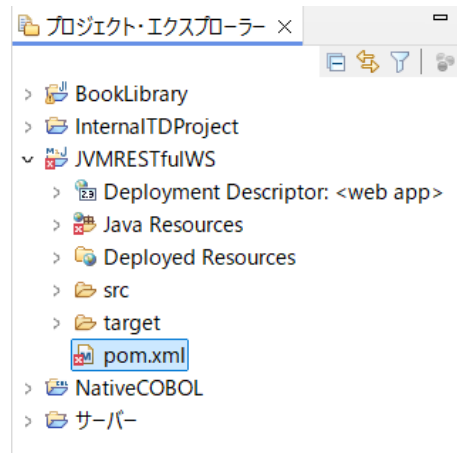 プロジェクト・エクスプローラー
BookLibrary
InternalTDProject
JVMRESTfulWS
Deployment Descriptor: <web app>
Java Resources
Deployed Resources
src
target
pom.xml
NativeCOBOL
サーバー